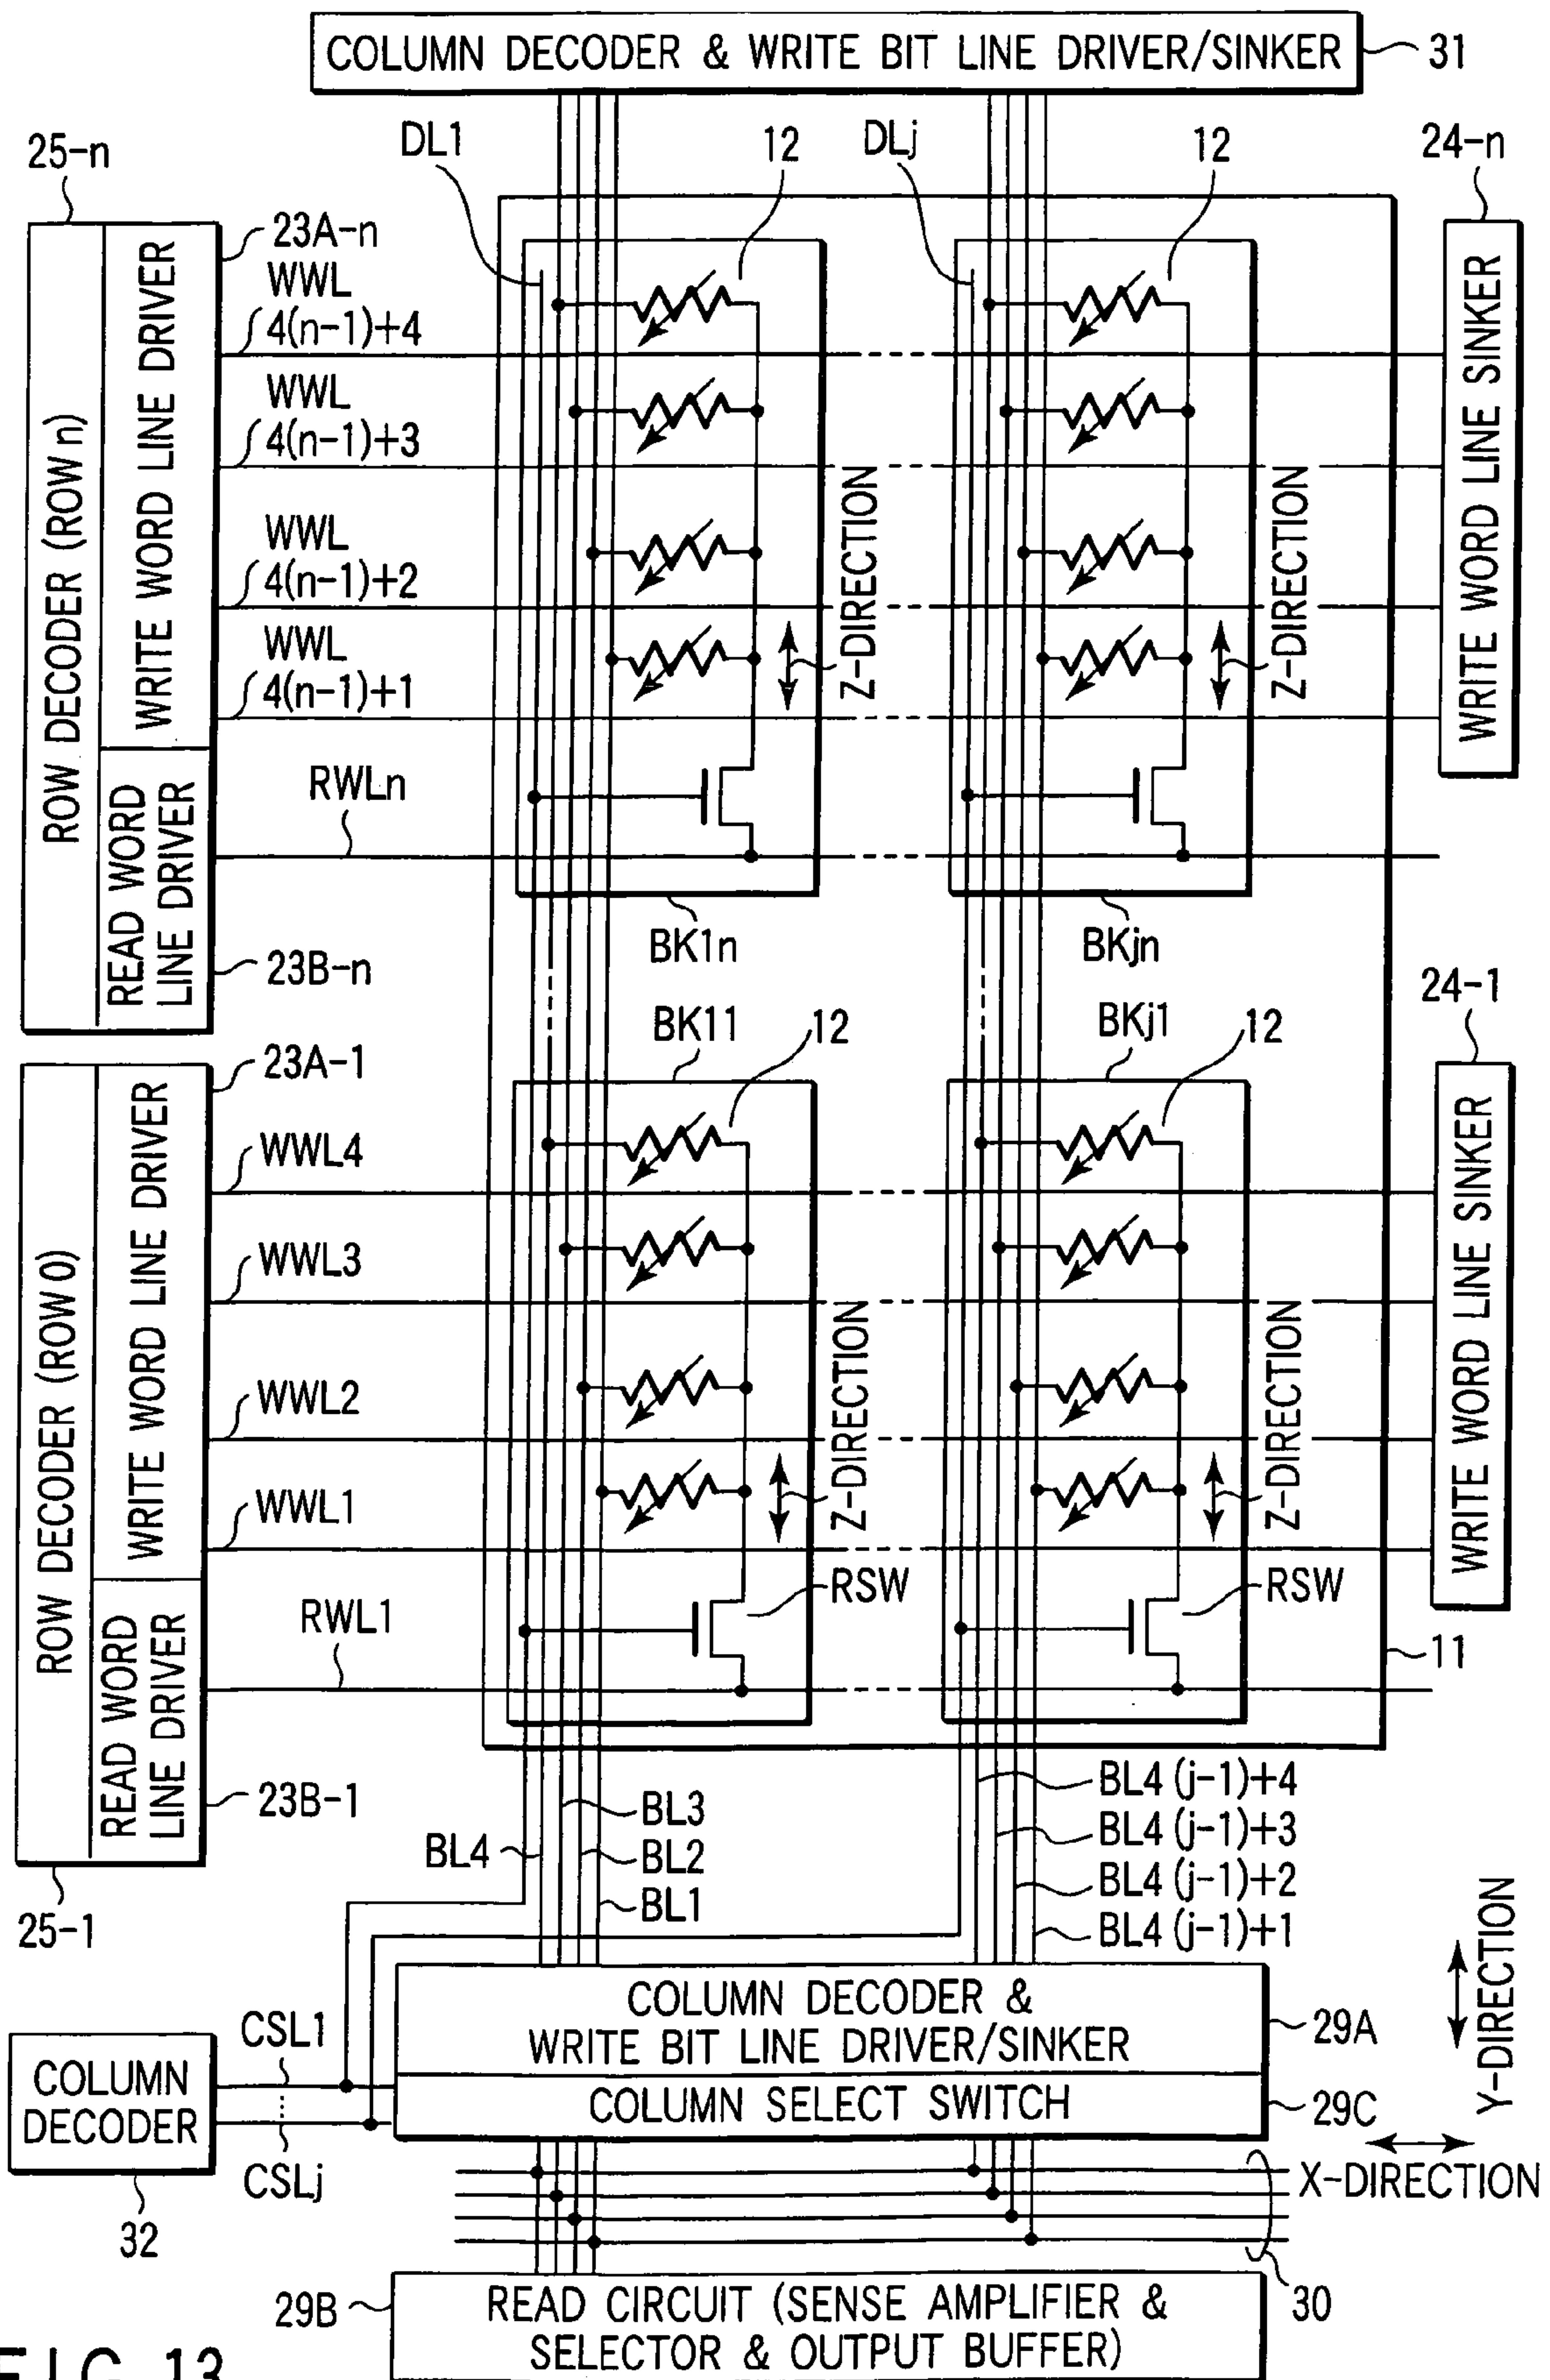 COLUMN DECODER & WRITE BIT LINE DRIVER/SINKER
31
25-n
DL1
12
DLj
12
24-n
ROW DECODER (ROW n)
WRITE WORD LINE DRIVER
READ WORD
LINE DRIVER
23A-n
WWL
4(n-1)+4
WWL
4(n-1)+3
WWL
4(n-1)+2
WWL
4(n-1)+1
RWLn
23B-n
Z-DIRECTION
Z-DIRECTION
WRITE WORD LINE SINKER
BK1n
BKjn
24-1
BK11
12
BKj1
12
23A-1
ROW DECODER (ROW 0)
WRITE WORD LINE DRIVER
READ WORD
LINE DRIVER
WWL4
WWL3
WWL2
WWL1
RWL1
Z-DIRECTION
Z-DIRECTION
WRITE WORD LINE SINKER
RSW
RSW
11
23B-1
25-1
BL4
BL3
BL2
BL1
BL4 (j-1)+4
BL4 (j-1)+3
BL4 (j-1)+2
BL4 (j-1)+1
Y-DIRECTION
COLUMN DECODER &
WRITE BIT LINE DRIVER/SINKER
29A
COLUMN SELECT SWITCH
29C
CSL1
COLUMN
DECODER
CSLj
32
X-DIRECTION
30
29B
READ CIRCUIT (SENSE AMPLIFIER &
SELECTOR & OUTPUT BUFFER)
FIG. 13